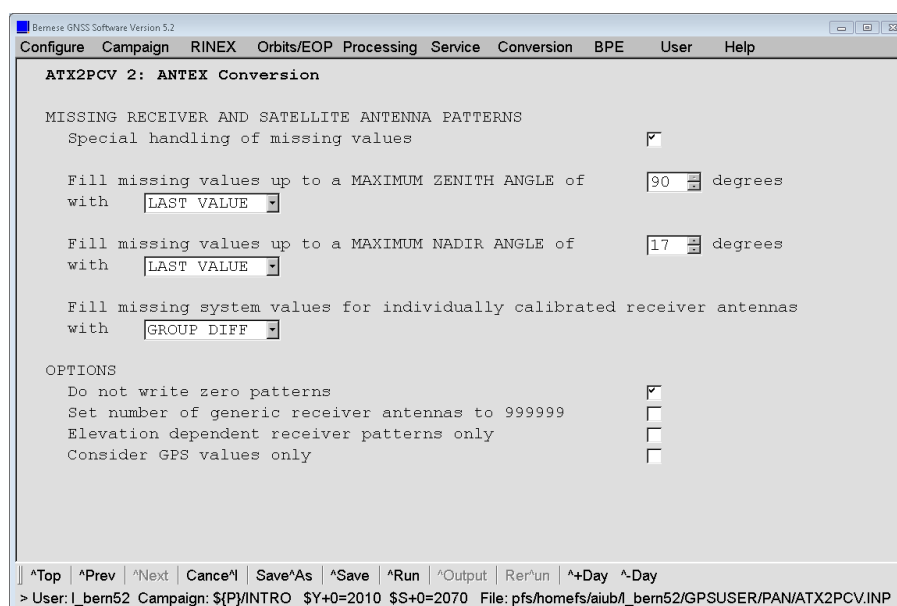 Bernese GNSS Software Version 5.2
Configure Campaign RINEX Orbits/EOP Processing Service Conversion BPE User Help
ATX2PCV 2: ANTEX Conversion
MISSING RECEIVER AND SATELLITE ANTENNA PATTERNS
Special handling of missing values
Fill missing values up to a MAXIMUM ZENITH ANGLE of 90 degrees
with LAST VALUE
Fill missing values up to a MAXIMUM NADIR ANGLE of 17 degrees
with LAST VALUE
Fill missing system values for individually calibrated receiver antennas
with GROUP DIFF
OPTIONS
Do not write zero patterns
Set number of generic receiver antennas to 999999
Elevation dependent receiver patterns only
Consider GPS values only
^Top | ^Prev | ^Next | Cance^l | Save^As | ^Save | ^Run | ^Output | Rer^un | ^+Day ^-Day
> User: l_bern52 Campaign: ${P}/INTRO $Y+0=2010 $S+0=2070 File: pfs/homefs/aiub/l_bern52/GPSUSER/PAN/ATX2PCV.INP